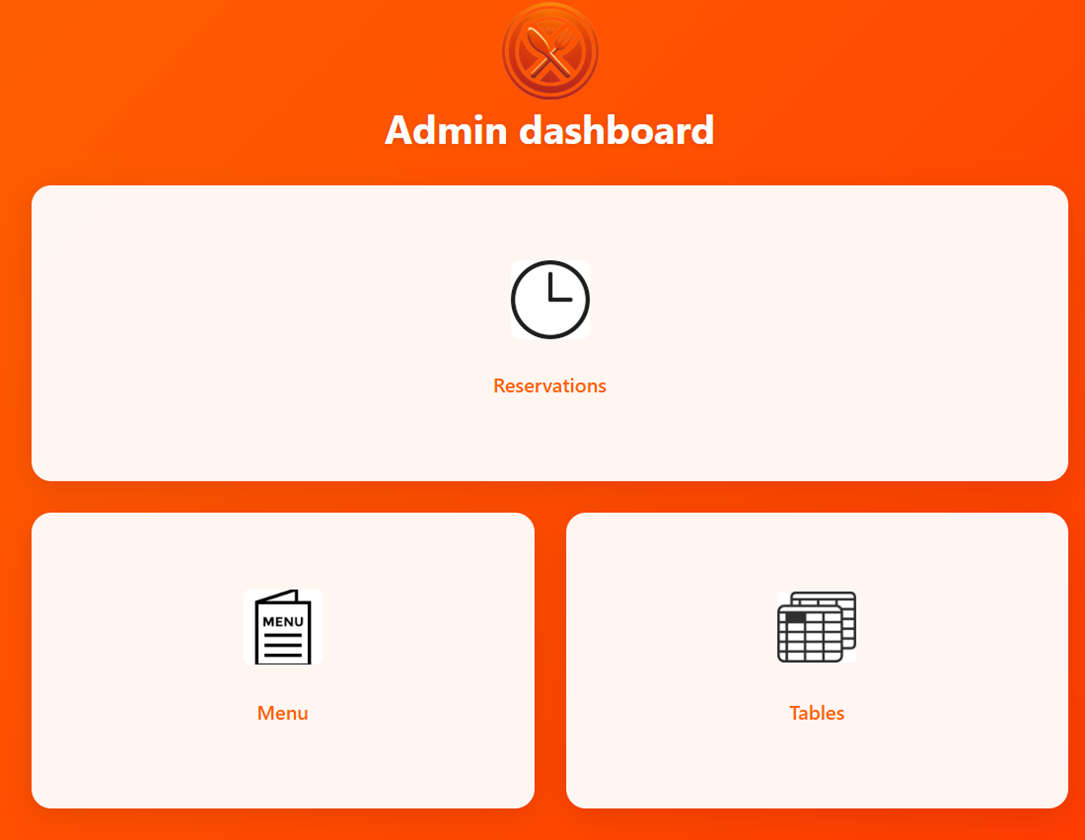 Admin dashboard
Reservations
MENU
Menu
Tables